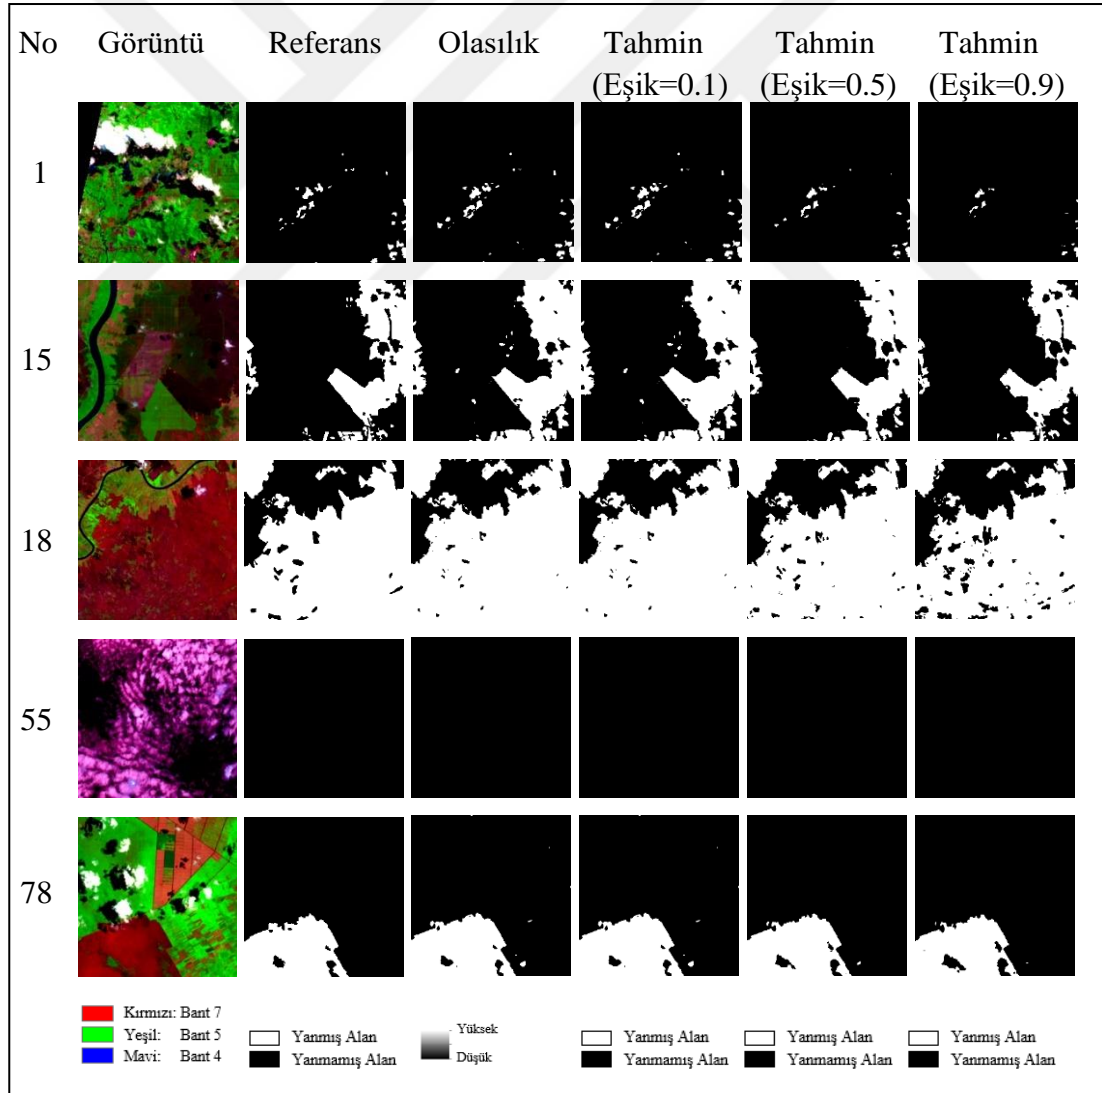 No Görüntü Referans Olasılık Tahmin Tahmin Tahmin
(Eşik=0.1) (Eşik=0.5) (Eşik=0.9)
1
15
18
55
78
Kırmızı: Bant 7
Yeşil: Bant 5
Mavi: Bant 4
Yanmış Alan
Yanmamış Alan
Yüksek
Düşük
Yanmış Alan
Yanmamış Alan
Yanmış Alan
Yanmamış Alan
Yanmış Alan
Yanmamış Alan